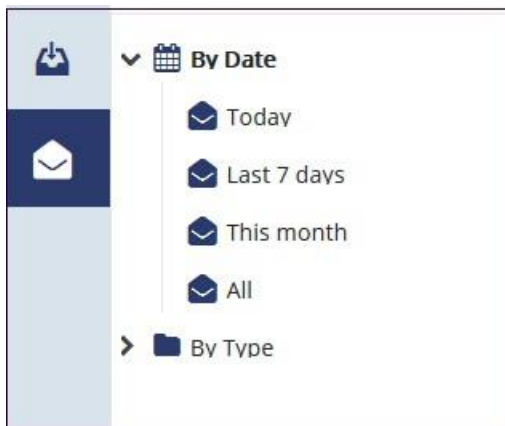 By Date
Today
Last 7 days
This month
All
By Type